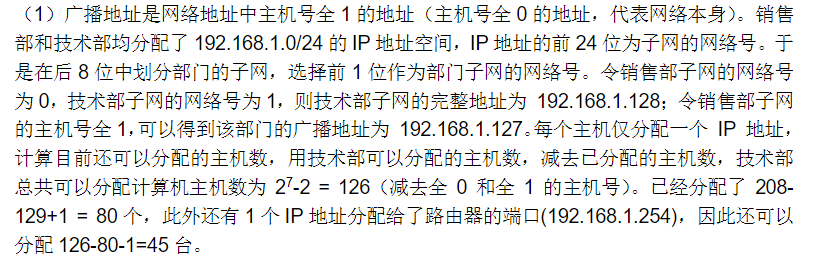 （1）广播地址是网络地址中主机号全 1 的地址（主机号全 0 的地址，代表网络本身）。销售
部和技术部均分配了 192.168.1.0/24 的 IP 地址空间，IP 地址的前 24 位为子网的网络号。于
是在后 8 位中划分部门的子网，选择前 1 位作为部门子网的网络号。令销售部子网的网络号
为 0，技术部子网的网络号为 1，则技术部子网的完整地址为 192.168.1.128；令销售部子网
的主机号全 1，可以得到该部门的广播地址为 192.168.1.127。每个主机仅分配一个 IP 地址，
计算目前还可以分配的主机数，用技术部可以分配的主机数，减去已分配的主机数，技术部
总共可以分配计算机主机数为 2⁷-2 = 126（减去全 0 和全 1 的主机号）。已经分配了 208-
129+1 = 80 个，此外还有 1 个 IP 地址分配给了路由器的端口(192.168.1.254)，因此还可以
分配 126-80-1=45 台。